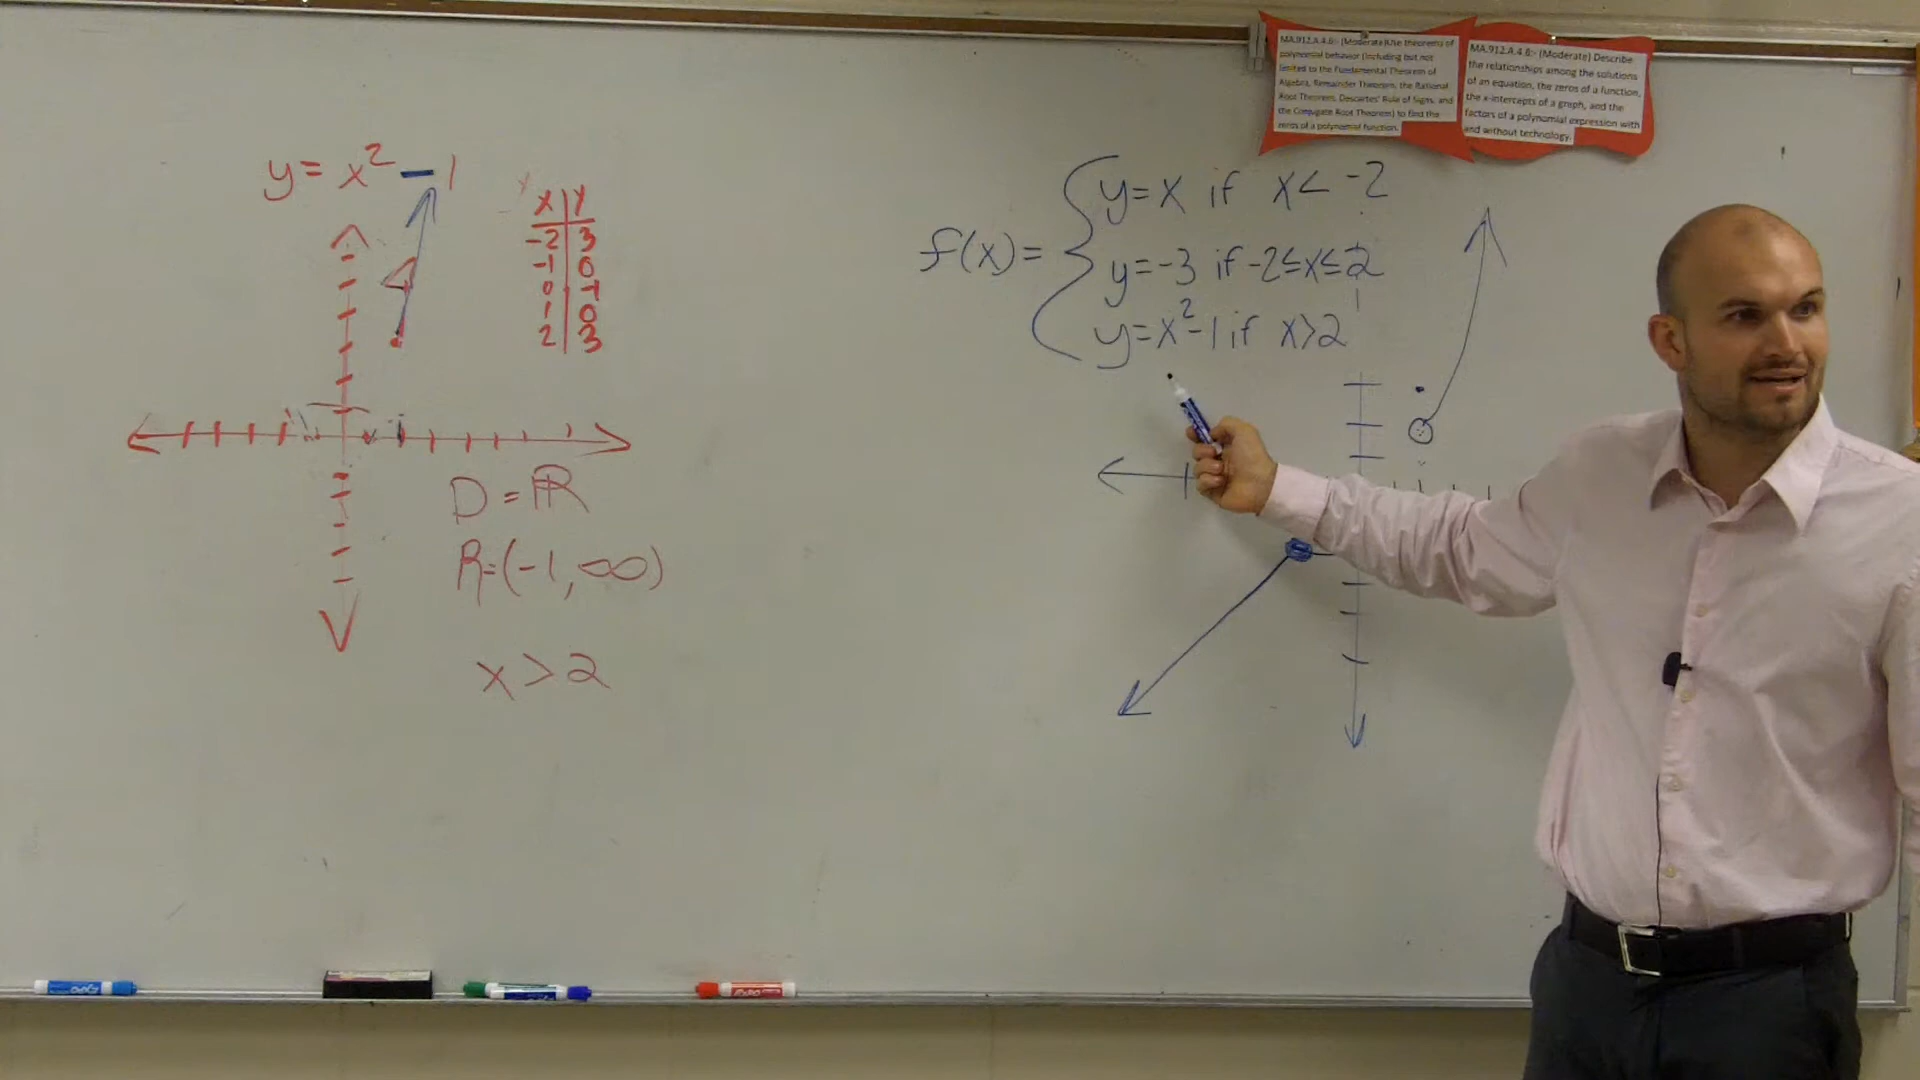 MA.912.A.4.6:- (Moderate) Use theorems of
polynomial behavior (including but not
limited to the Fundamental Theorem of
Algebra, Remainder Theorem, the Rational
Root Theorem, Descartes' Rule of Signs, and
the Conjugate Root Theorem) to find the
zeros of a polynomial function.
MA.912.A.4.8:- (Moderate) Describe
the relationships among the solutions
of an equation, the zeros of a function,
the x-intercepts of a graph, and the
factors of a polynomial expression with
and without technology.
y = x² - 1
x | y
-2 | 3
-1 | 0
0 | -1
1 | 0
2 | 3
D = ℝ
R=(-1, ∞)
x > 2
y=x if x< -2
f(x)= y=-3 if -2≤x≤2
y=x²-1 if x>2
EXPO
EXPO